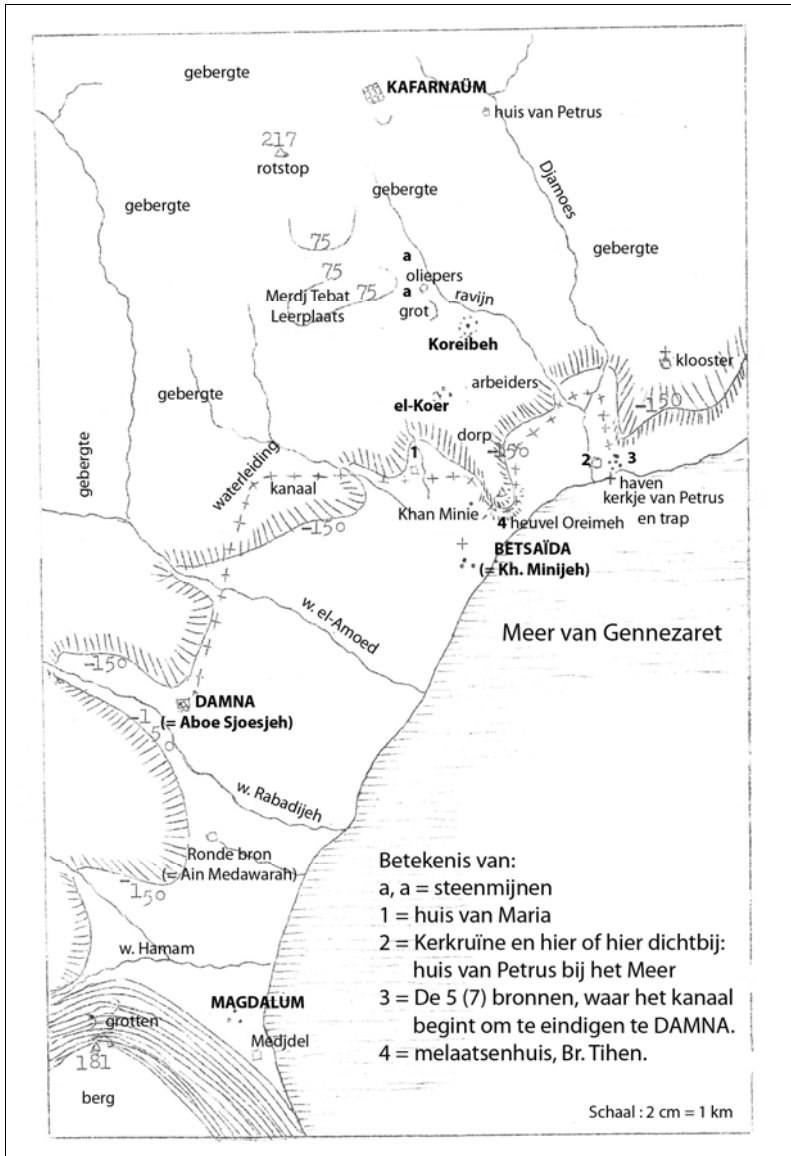 gebergte
KAFARNAÜM
huis van Petrus
217
rotstop
Djamoes
gebergte
gebergte
gebergte
75
a
oliepers
75
Merdj Tebat
75
Leerplaats
a
grot
ravijn
Koreibeh
klooster
arbeiders
-150
gebergte
el-Koer
dorp
-150
gebergte
waterleiding
1
2
3
kanaal
haven
kerkje van Petrus
en trap
Khan Minie
4 heuvel Oreimeh
-150
BETSAÏDA
(= Kh. Minijeh)
w. el-Amoed
Meer van Gennezaret
-150
DAMNA
(= Aboe Sjoesjeh)
-150
w. Rabadijeh
Ronde bron
(= Ain Medawarah)
-150
w. Hamam
MAGDALUM
grotten
Medjdel
181
berg
Betekenis van:
a, a = steenmijnen
1 = huis van Maria
2 = Kerkruïne en hier of hier dichtbij:
huis van Petrus bij het Meer
3 = De 5 (7) bronnen, waar het kanaal
begint om te eindigen te DAMNA.
4 = melaatsenhuis, Br. Tihen.
Schaal : 2 cm = 1 km